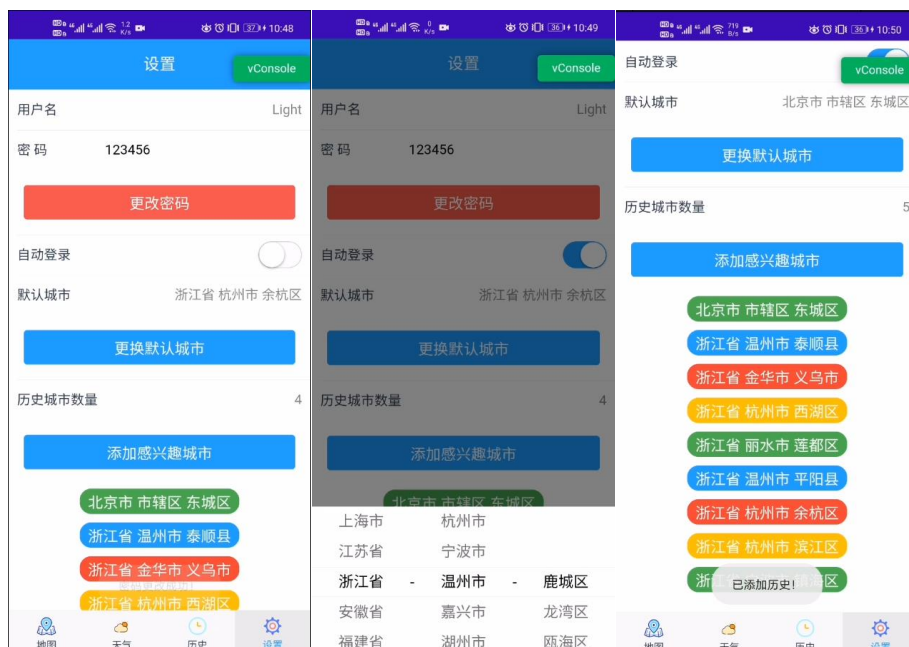 1.2 K/s 37 10:48
设置
vConsole
用户名 Light
密 码 123456
更改密码
自动登录
默认城市 浙江省 杭州市 余杭区
更换默认城市
历史城市数量 4
添加感兴趣城市
北京市 市辖区 东城区
浙江省 温州市 泰顺县
浙江省 金华市 义乌市
浙江省 杭州市 西湖区
地图 天气 历史 设置
0 K/s 36 10:49
设置
vConsole
用户名 Light
密 码 123456
更改密码
自动登录
默认城市 浙江省 杭州市 余杭区
更换默认城市
历史城市数量 4
添加感兴趣城市
北京市 市辖区 东城区
上海市 杭州市
江苏省 宁波市
浙江省 - 温州市 - 鹿城区
安徽省 嘉兴市 龙湾区
福建省 湖州市 瓯海区
719 B/s 36 10:50
自动登录
vConsole
默认城市 北京市 市辖区 东城区
更换默认城市
历史城市数量 5
添加感兴趣城市
北京市 市辖区 东城区
浙江省 温州市 泰顺县
浙江省 金华市 义乌市
浙江省 杭州市 西湖区
浙江省 丽水市 莲都区
浙江省 温州市 平阳县
浙江省 杭州市 余杭区
浙江省 杭州市 滨江区
已添加历史!
地图 天气 历史 设置